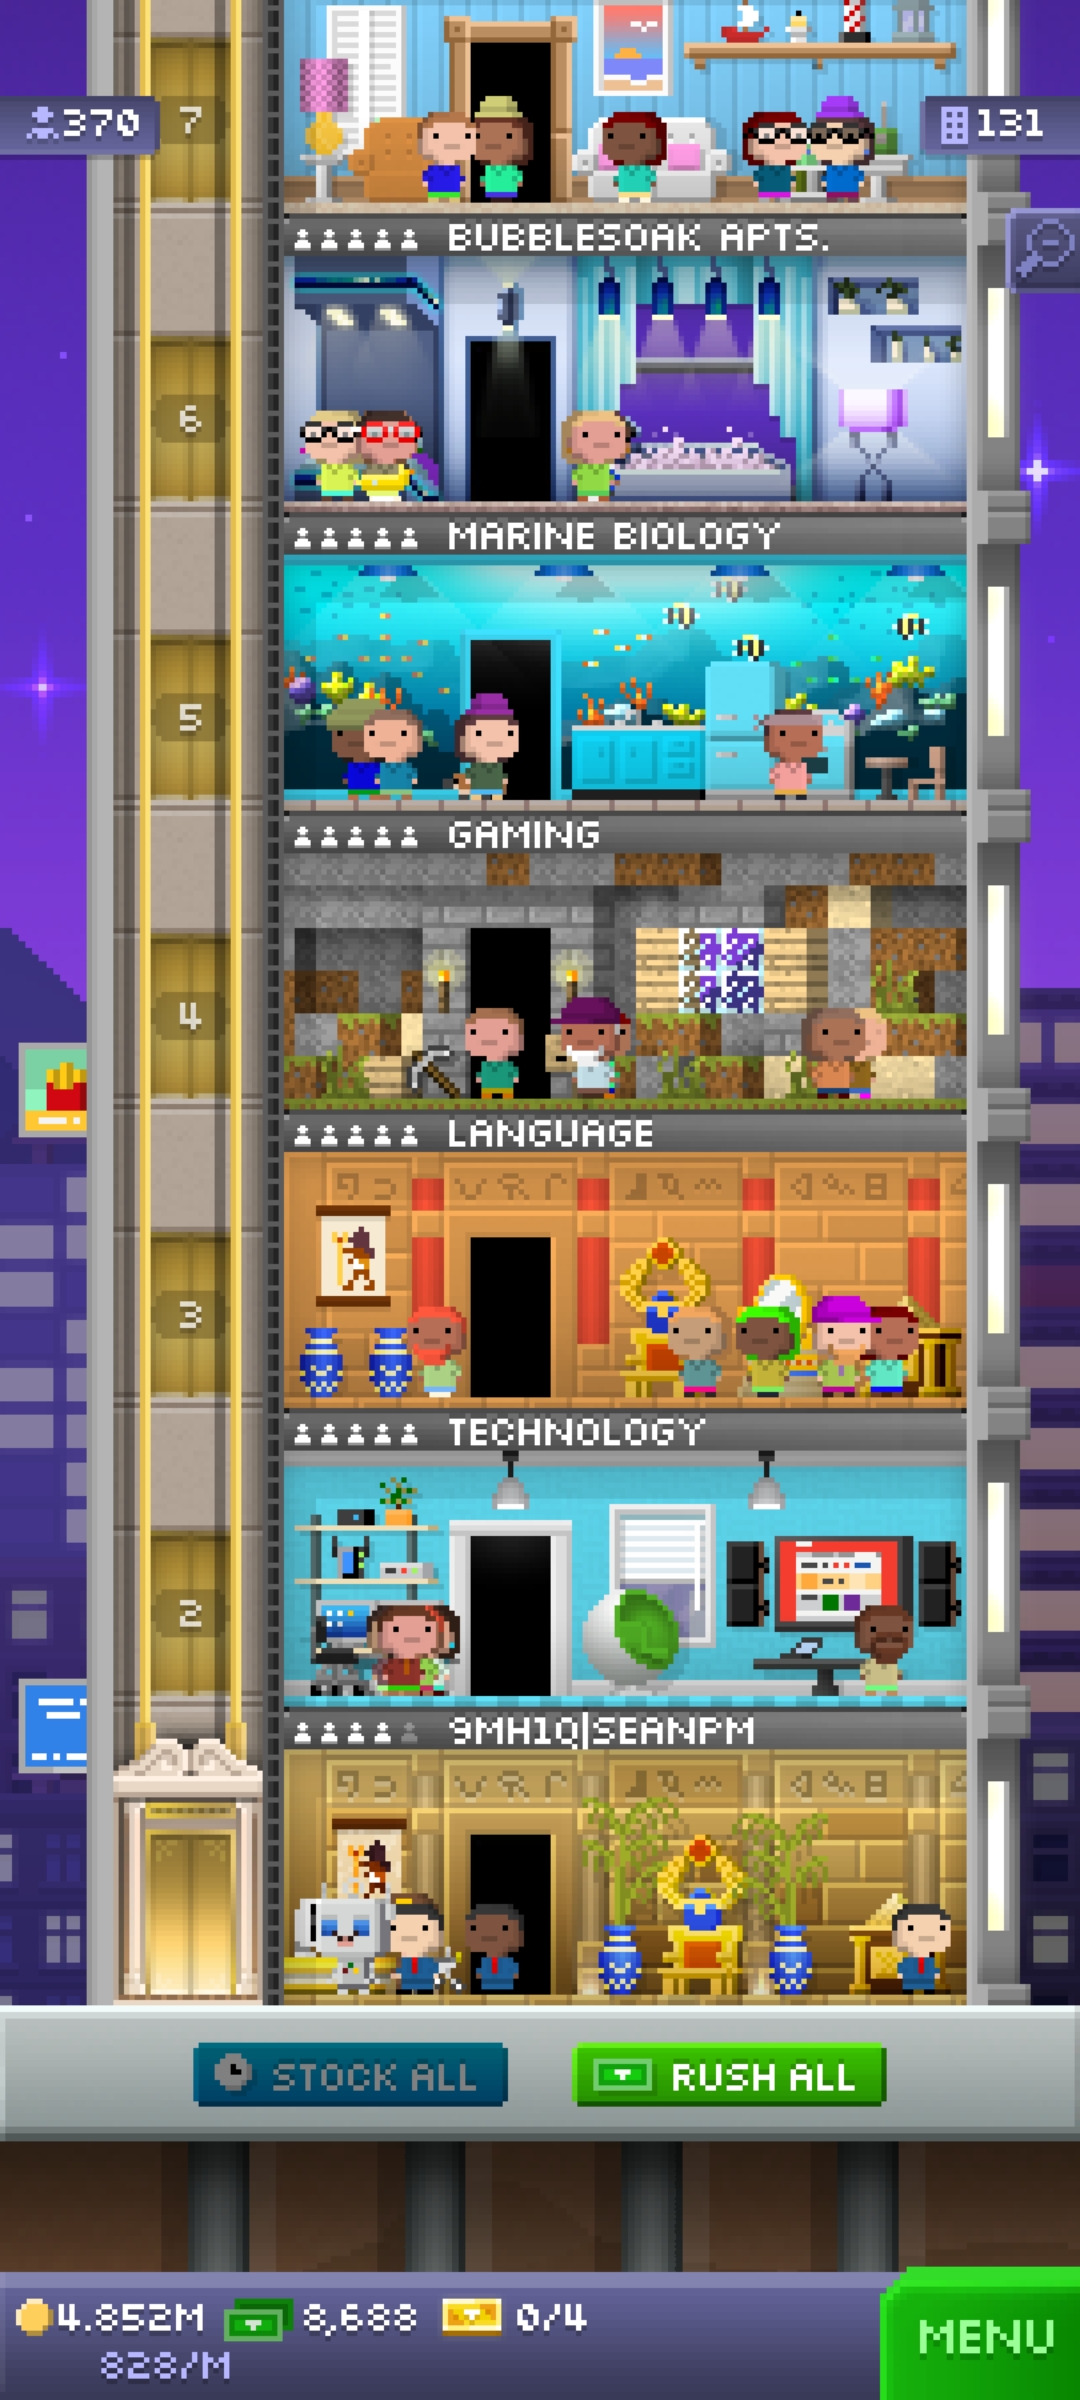 7
370
131
BUBBLESOAK APTS.
6
MARINE BIOLOGY
5
GAMING
4
LANGUAGE
3
TECHNOLOGY
2
9MH1Q|SEANPM
STOCK ALL
RUSH ALL
4.852M
8,688
0/4
828/M
MENU